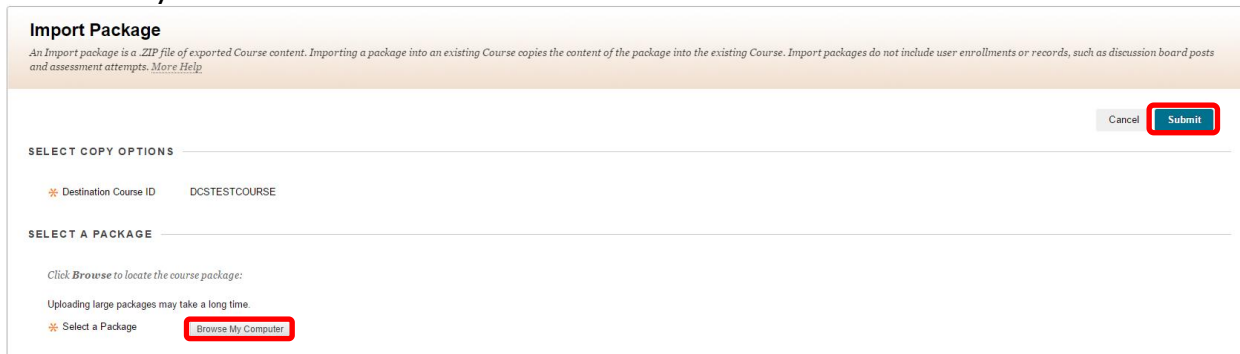 Import Package
An Import package is a .ZIP file of exported Course content. Importing a package into an existing Course copies the content of the package into the existing Course. Import packages do not include user enrollments or records, such as discussion board posts
and assessment attempts. More Help
Cancel Submit
SELECT COPY OPTIONS
Destination Course ID DCSTESTCOURSE
SELECT A PACKAGE
Click Browse to locate the course package:
Uploading large packages may take a long time.
Select a Package Browse My Computer